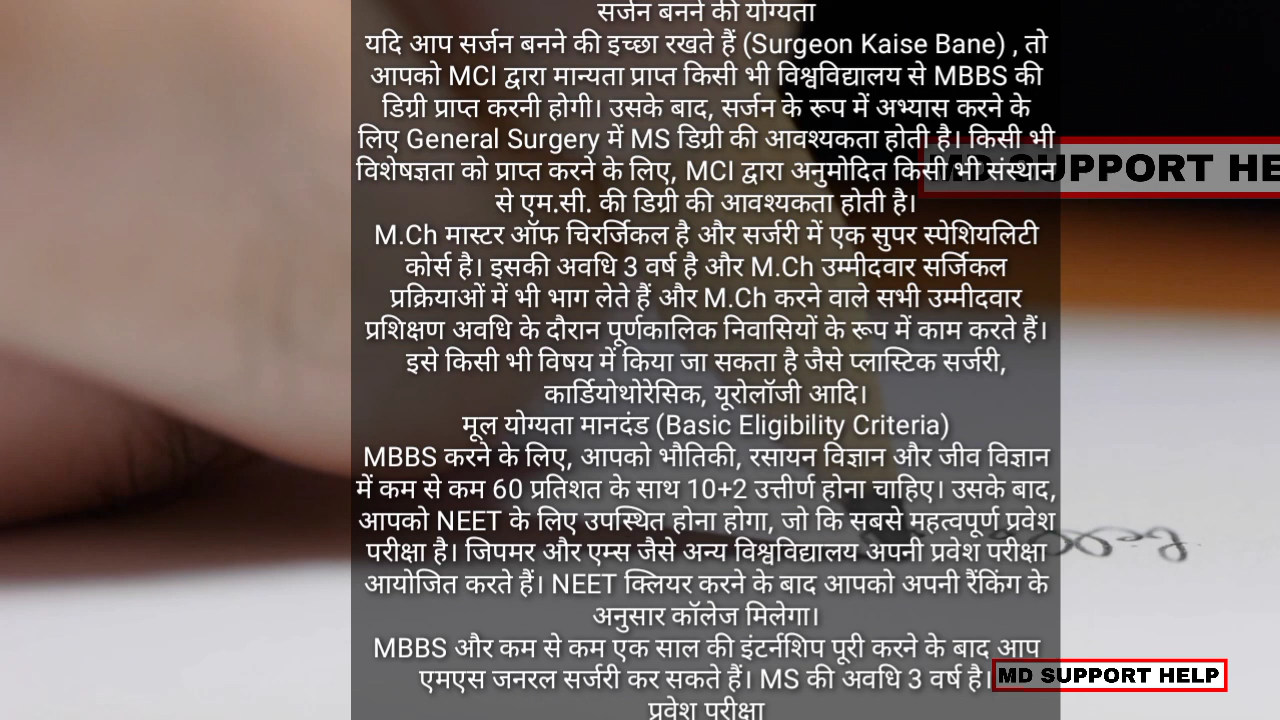 सर्जन बनने की योग्यता
यदि आप सर्जन बनने की इच्छा रखते हैं (Surgeon Kaise Bane) , तो
आपको MCI द्वारा मान्यता प्राप्त किसी भी विश्वविद्यालय से MBBS की
डिग्री प्राप्त करनी होगी। उसके बाद, सर्जन के रूप में अभ्यास करने के
लिए General Surgery में MS डिग्री की आवश्यकता होती है। किसी भी
विशेषज्ञता को प्राप्त करने के लिए, MCI द्वारा अनुमोदित किसी भी संस्थान
से एम.सी. की डिग्री की आवश्यकता होती है।
M.Ch मास्टर ऑफ चिरर्जिकल है और सर्जरी में एक सुपर स्पेशियलिटी
कोर्स है। इसकी अवधि 3 वर्ष है और M.Ch उम्मीदवार सर्जिकल
प्रक्रियाओं में भी भाग लेते हैं और M.Ch करने वाले सभी उम्मीदवार
प्रशिक्षण अवधि के दौरान पूर्णकालिक निवासियों के रूप में काम करते हैं।
इसे किसी भी विषय में किया जा सकता है जैसे प्लास्टिक सर्जरी,
कार्डियोथोरेसिक, यूरोलॉजी आदि।
मूल योग्यता मानदंड (Basic Eligibility Criteria)
MBBS करने के लिए, आपको भौतिकी, रसायन विज्ञान और जीव विज्ञान
में कम से कम 60 प्रतिशत के साथ 10+2 उत्तीर्ण होना चाहिए। उसके बाद,
आपको NEET के लिए उपस्थित होना होगा, जो कि सबसे महत्वपूर्ण प्रवेश
परीक्षा है। जिपमर और एम्स जैसे अन्य विश्वविद्यालय अपनी प्रवेश परीक्षा
आयोजित करते हैं। NEET क्लियर करने के बाद आपको अपनी रैंकिंग के
अनुसार कॉलेज मिलेगा।
MBBS और कम से कम एक साल की इंटर्नशिप पूरी करने के बाद आप
एमएस जनरल सर्जरी कर सकते हैं। MS की अवधि 3 वर्ष है।
प्रवेश परीक्षा
MD SUPPORT HE
MD SUPPORT HELP